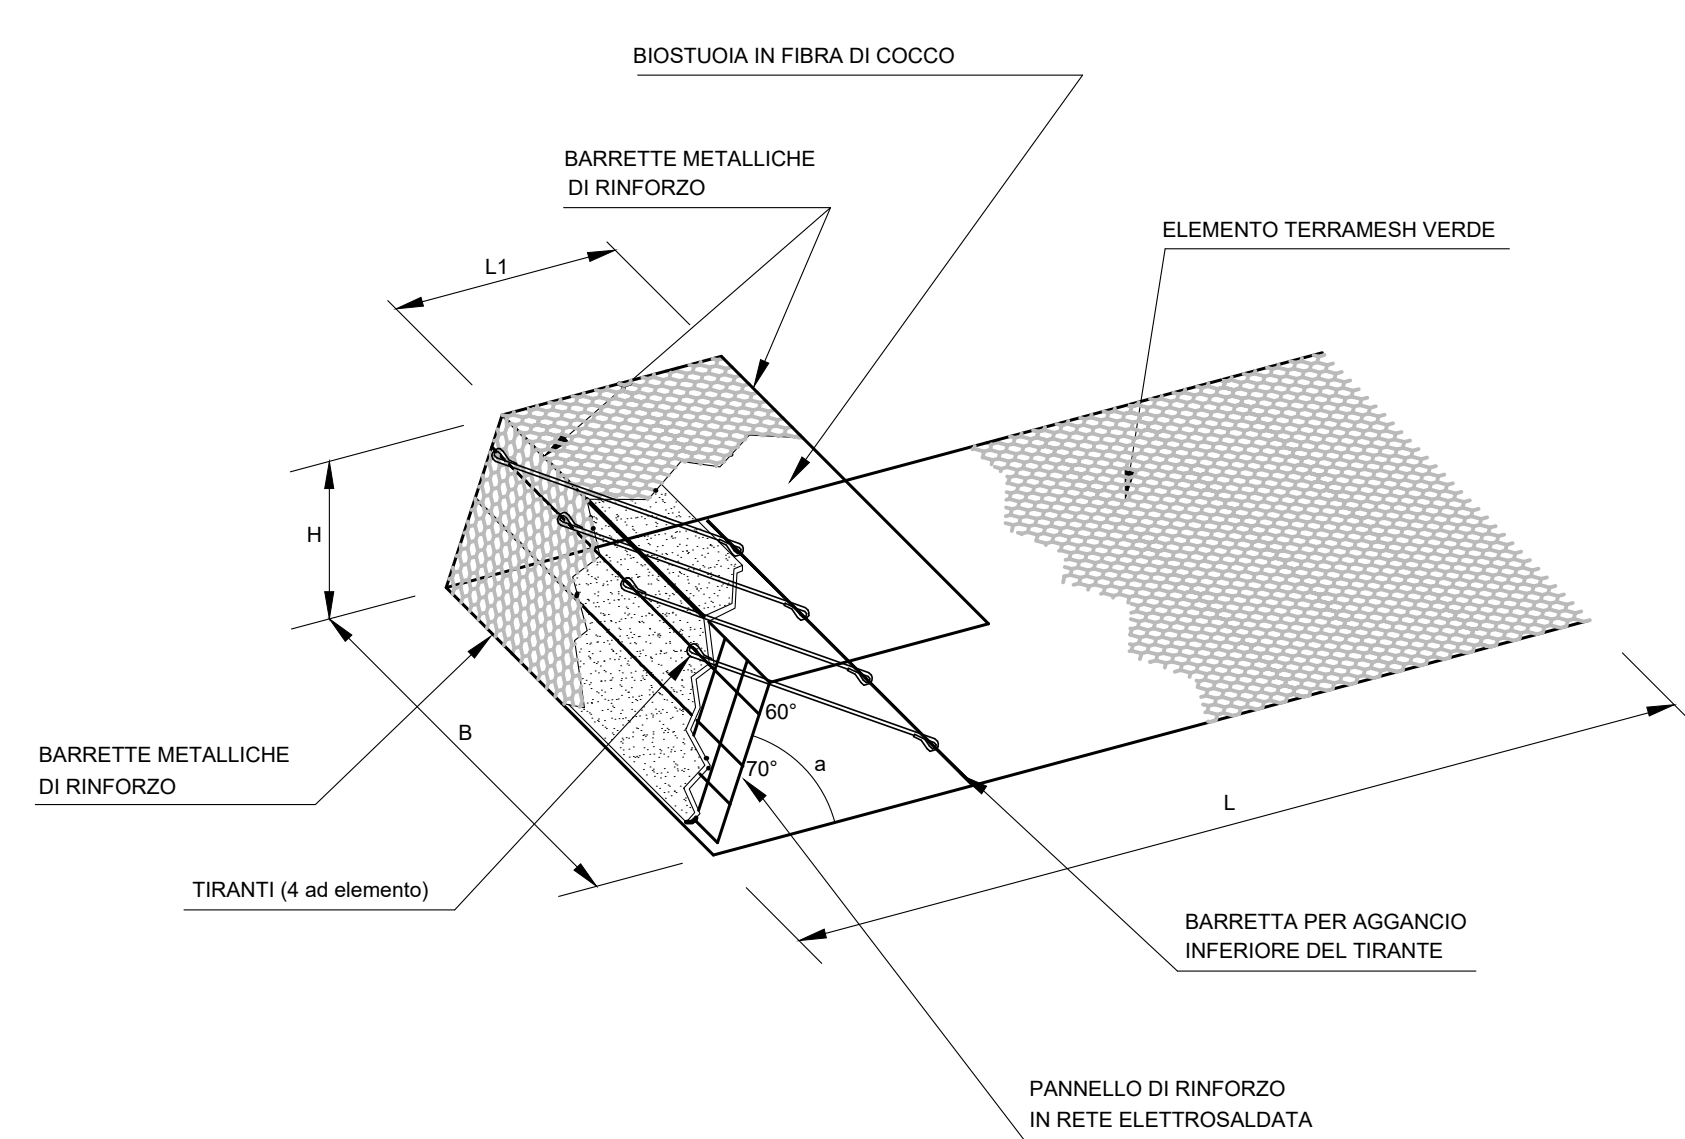 BIOSTUOIA IN FIBRA DI COCCO
BARRETTE METALLICHE
DI RINFORZO
ELEMENTO TERRAMESH VERDE
L1
H
B
60°
70°
a
L
BARRETTE METALLICHE
DI RINFORZO
TIRANTI (4 ad elemento)
BARRETTA PER AGGANCIO
INFERIORE DEL TIRANTE
PANNELLO DI RINFORZO
IN RETE ELETTROSALDATA